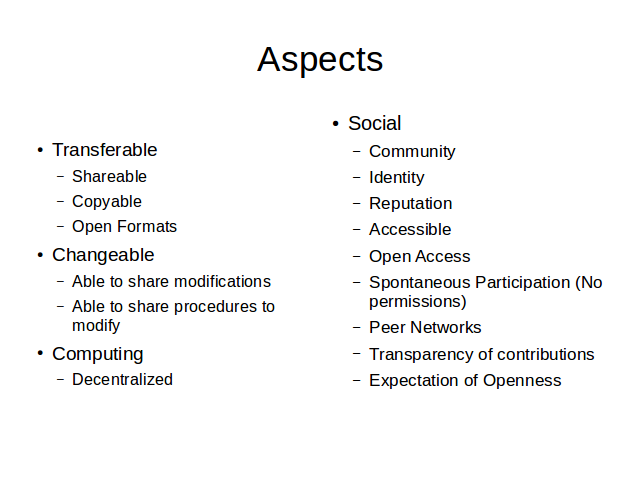 Aspects
• Transferable
– Shareable
– Copyable
– Open Formats
• Changeable
– Able to share modifications
– Able to share procedures to
modify
• Computing
– Decentralized
• Social
– Community
– Identity
– Reputation
– Accessible
– Open Access
– Spontaneous Participation (No
permissions)
– Peer Networks
– Transparency of contributions
– Expectation of Openness